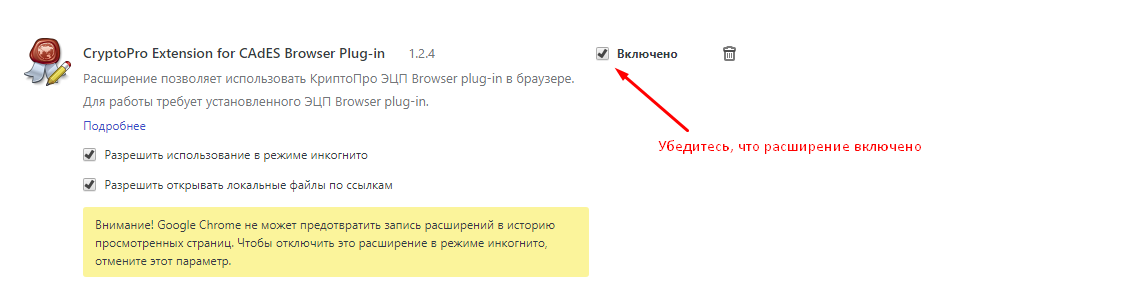 CryptoPro Extension for CAdES Browser Plug-in 1.2.4 Включено
Расширение позволяет использовать КриптоПро ЭЦП Browser plug-in в браузере.
Для работы требует установленного ЭЦП Browser plug-in.
Подробнее
Убедитесь, что расширение включено
Разрешить использование в режиме инкогнито
Разрешить открывать локальные файлы по ссылкам
Внимание! Google Chrome не может предотвратить запись расширений в историю
просмотренных страниц. Чтобы отключить это расширение в режиме инкогнито,
отмените этот параметр.